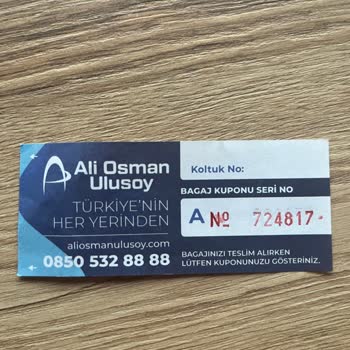 Ali Osman
Ulusoy
TÜRKİYE'NİN
HER YERİNDEN
aliosmanulusoy.com
0850 532 88 88
Koltuk No:
BAGAJ KUPONU SERİ NO
A № 724817
BAGAJINIZI TESLİM ALIRKEN
LÜTFEN KUPONUNUZU GÖSTERİNİZ.